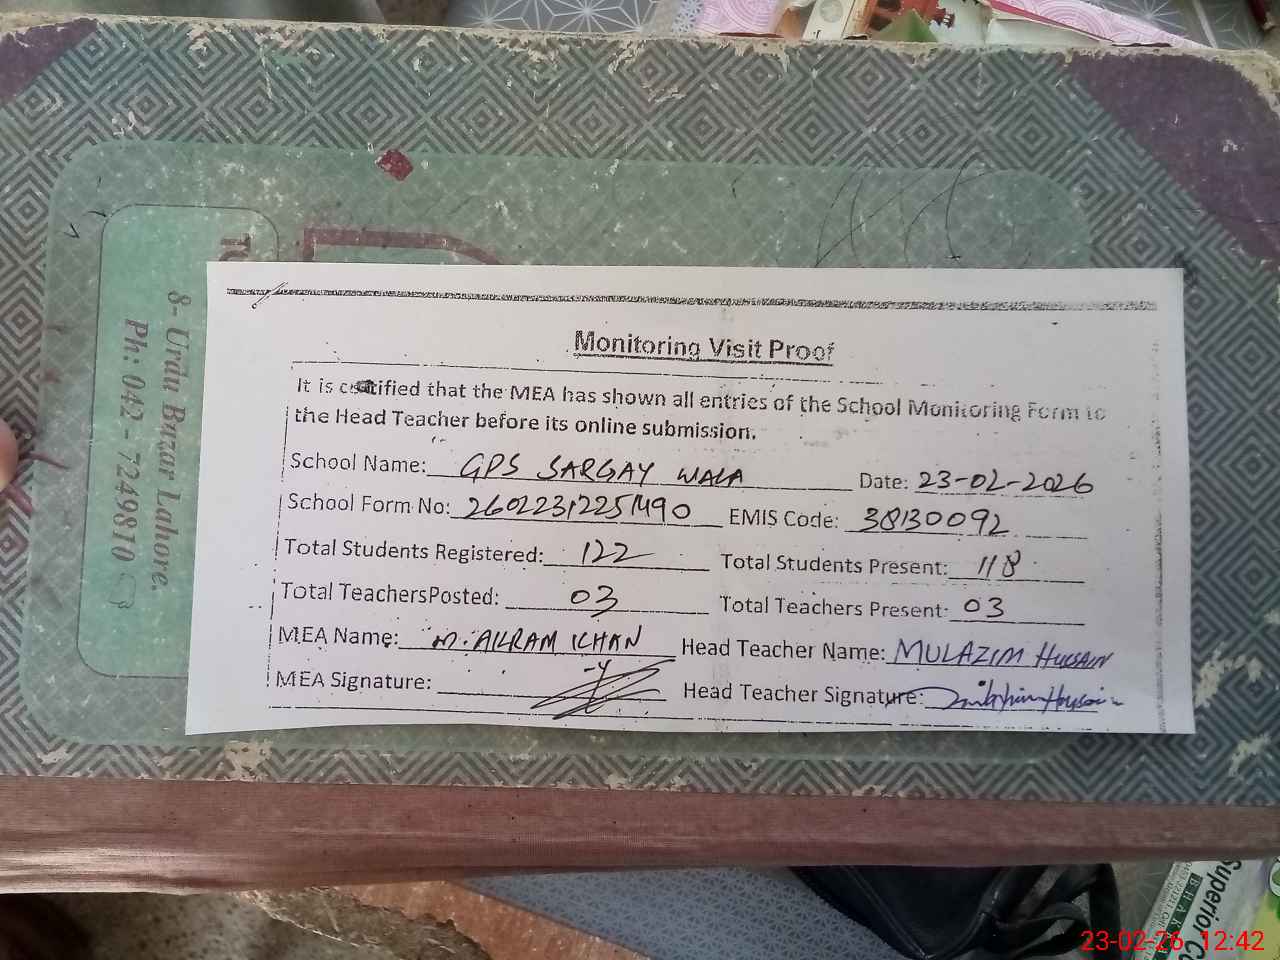 Monitoring Visit Proof
It is certified that the MEA has shown all entries of the School Monitoring Form to
the Head Teacher before its online submission.
School Name: GPS SARGAY WALA Date: 23-02-2026
School Form No: EMIS Code: 38130092
Total Students Registered: 122 Total Students Present: 118
Total TeachersPosted: 03 Total Teachers Present: 03
MEA Name: M. AKRAM KHAN Head Teacher Name: MULAZIM HUSSAIN
MEA Signature: Head Teacher Signature:
8- Urdu Bazar Lahore.
Ph: 042 - 7249810
Superior
23-02-26 12:42